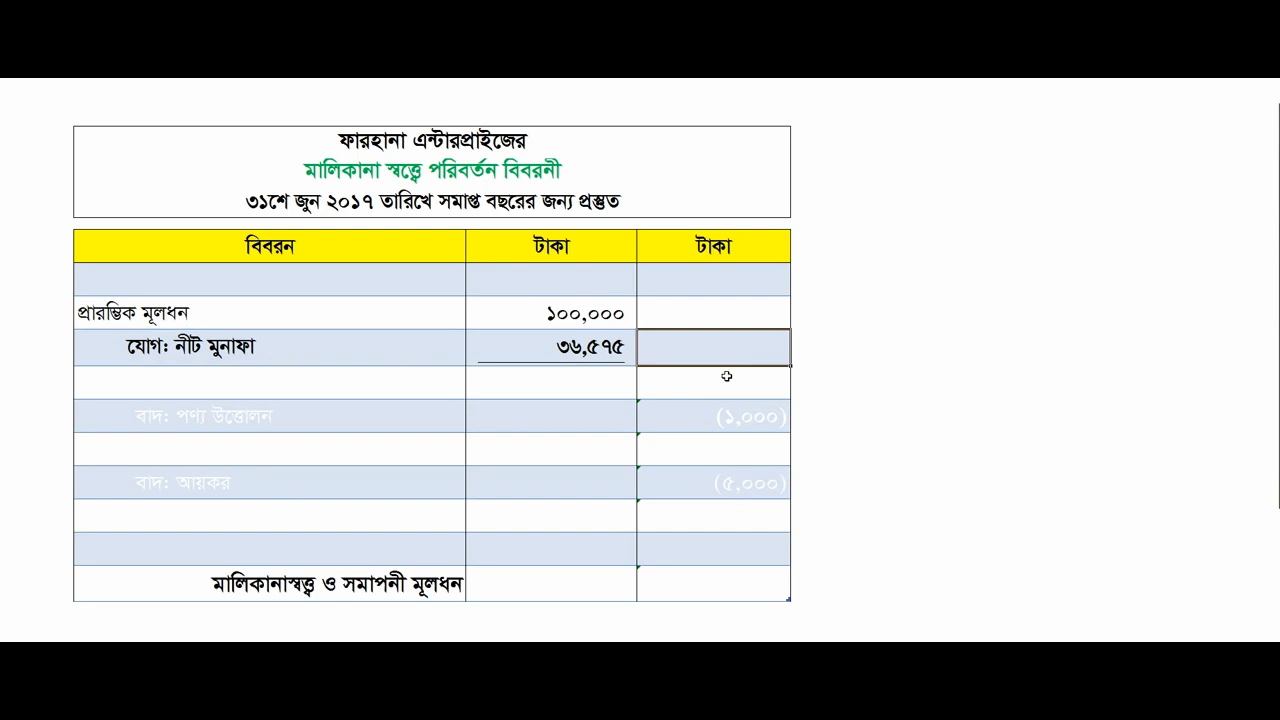 ফারহানা এন্টারপ্রাইজের
মালিকানা স্বত্ত্বে পরিবর্তন বিবরনী
৩১শে জুন ২০১৭ তারিখে সমাপ্ত বছরের জন্য প্রস্তুত
বিবরন টাকা টাকা
প্রারম্ভিক মূলধন ১০০,০০০
যোগ: নীট মুনাফা ৩৬,৫৭৫
বাদ: পণ্য উত্তোলন (১,০০০)
বাদ: আয়কর (৫,০০০)
মালিকানাস্বত্ত্ব ও সমাপনী মূলধন